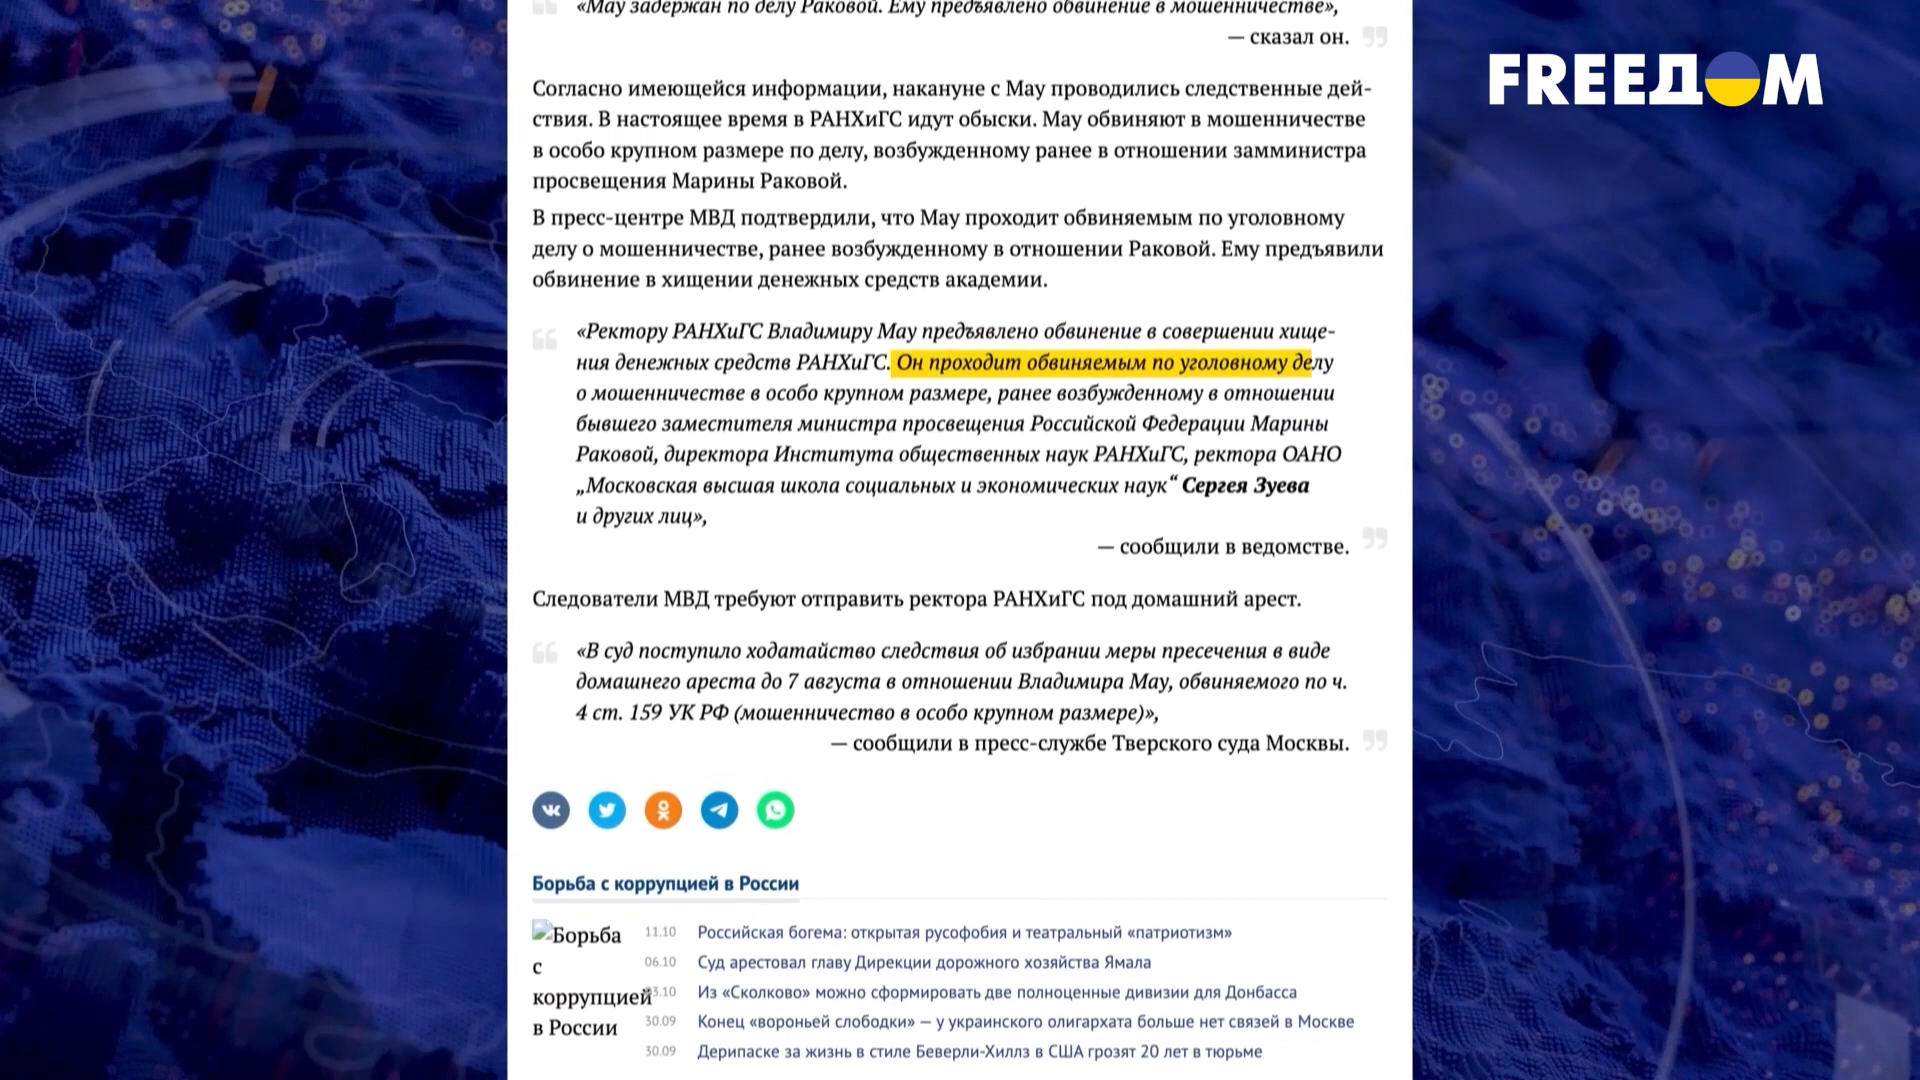 «Мау задержан по делу Раковой. Ему предъявлено обвинение в мошенничестве»,
— сказал он.
FREEДOM
Согласно имеющейся информации, накануне с Мау проводились следственные дей-
ствия. В настоящее время в РАНХиГС идут обыски. Мау обвиняют в мошенничестве
в особо крупном размере по делу, возбужденному ранее в отношении замминистра
просвещения Марины Раковой.
В пресс-центре МВД подтвердили, что Мау проходит обвиняемым по уголовному
делу о мошенничестве, ранее возбужденному в отношении Раковой. Ему предъявили
обвинение в хищении денежных средств академии.
«Ректору РАНХиГС Владимиру Мау предъявлено обвинение в совершении хище-
ния денежных средств РАНХиГС. Он проходит обвиняемым по уголовному делу
о мошенничестве в особо крупном размере, ранее возбужденному в отношении
бывшего заместителя министра просвещения Российской Федерации Марины
Раковой, директора Института общественных наук РАНХиГС, ректора ОАНО
„Московская высшая школа социальных и экономических наук“ Сергея Зуева
и других лиц»,
— сообщили в ведомстве.
Следователи МВД требуют отправить ректора РАНХиГС под домашний арест.
«В суд поступило ходатайство следствия об избрании меры пресечения в виде
домашнего ареста до 7 августа в отношении Владимира Мау, обвиняемого по ч.
4 ст. 159 УК РФ (мошенничество в особо крупном размере)»,
— сообщили в пресс-службе Тверского суда Москвы.
Борьба с коррупцией в России
Борьба
с
коррупцией
в России
11.10 Российская богема: открытая русофобия и театральный «патриотизм»
06.10 Суд арестовал главу Дирекции дорожного хозяйства Ямала
03.10 Из «Сколково» можно сформировать две полноценные дивизии для Донбасса
30.09 Конец «вороньей слободки» — у украинского олигархата больше нет связей в Москве
30.09 Дерипаске за жизнь в стиле Беверли-Хиллз в США грозят 20 лет в тюрьме